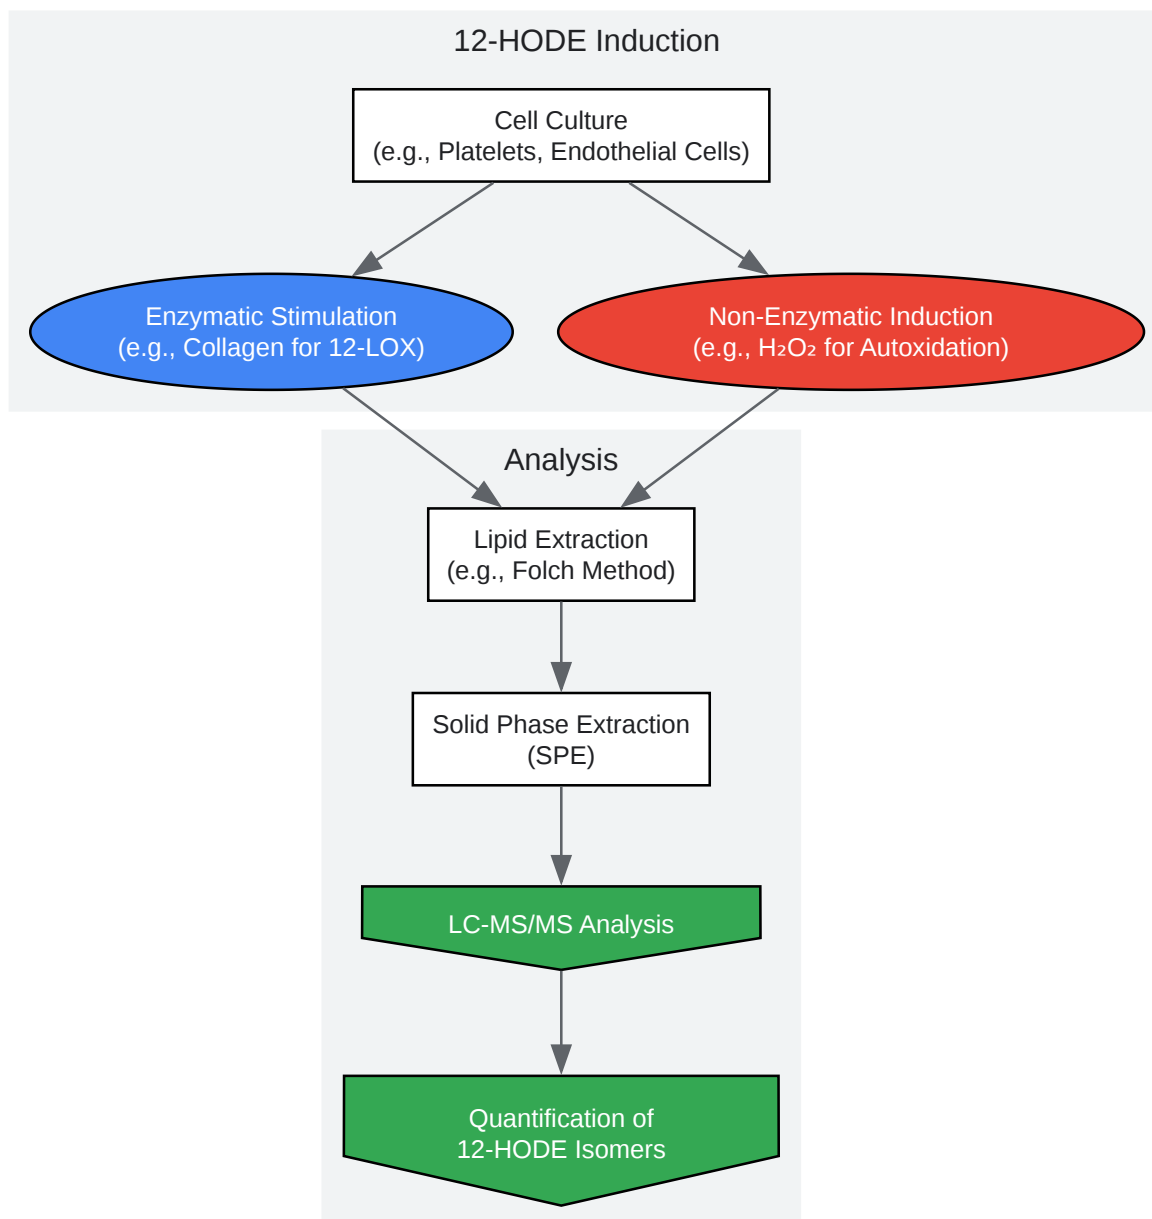 12-HODE Induction
Cell Culture
(e.g., Platelets, Endothelial Cells)
Enzymatic Stimulation
(e.g., Collagen for 12-LOX)
Non-Enzymatic Induction
(e.g., H₂O₂ for Autoxidation)
Analysis
Lipid Extraction
(e.g., Folch Method)
Solid Phase Extraction
(SPE)
LC-MS/MS Analysis
Quantification of
12-HODE Isomers